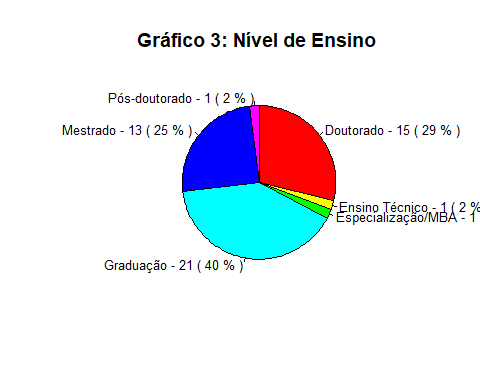 Gráfico 3: Nível de Ensino
Pós-doutorado - 1 ( 2 % )
Mestrado - 13 ( 25 % )
Doutorado - 15 ( 29 % )
Ensino Técnico - 1 ( 2 %
Especialização/MBA - 1
Graduação - 21 ( 40 % )